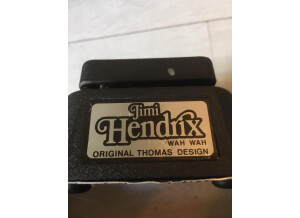 Jimi
Hendrix
WAH WAH
ORIGINAL THOMAS DESIGN